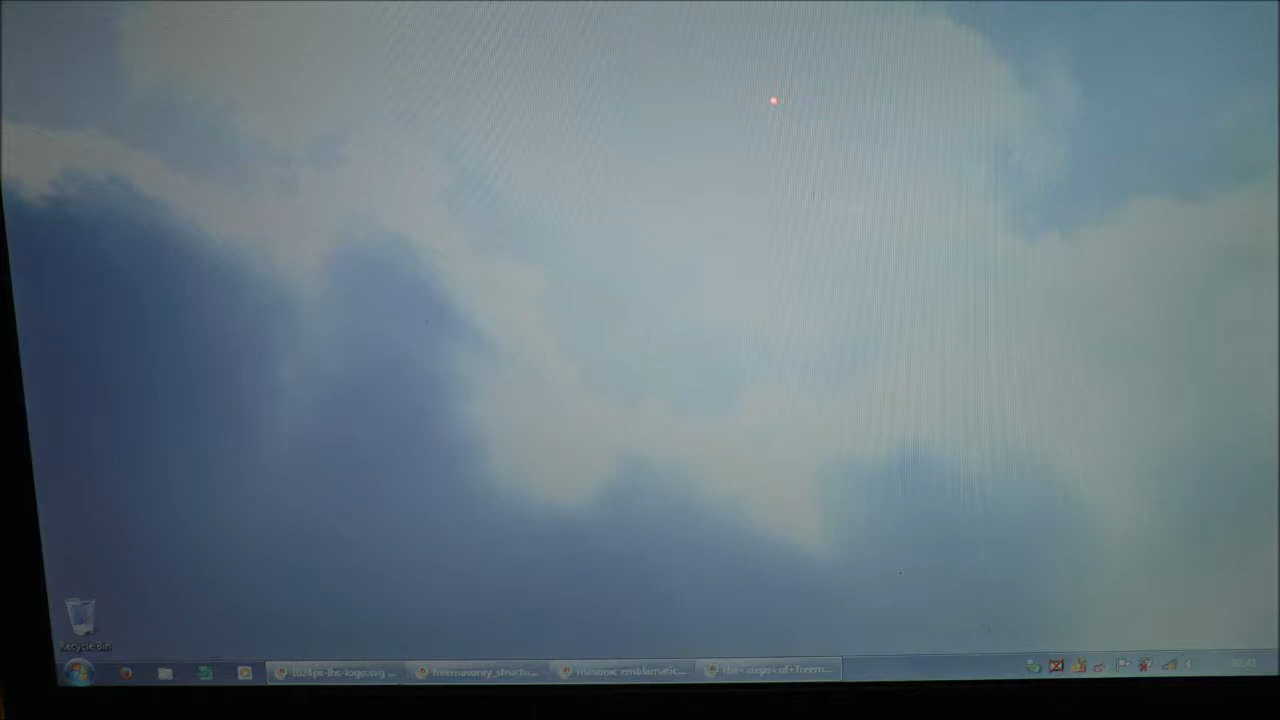 Recycle Bin
1024px-Ihs-logo.svg ...
freemasonry_structu...
masonic emblematic...
the+steps+of+freem...